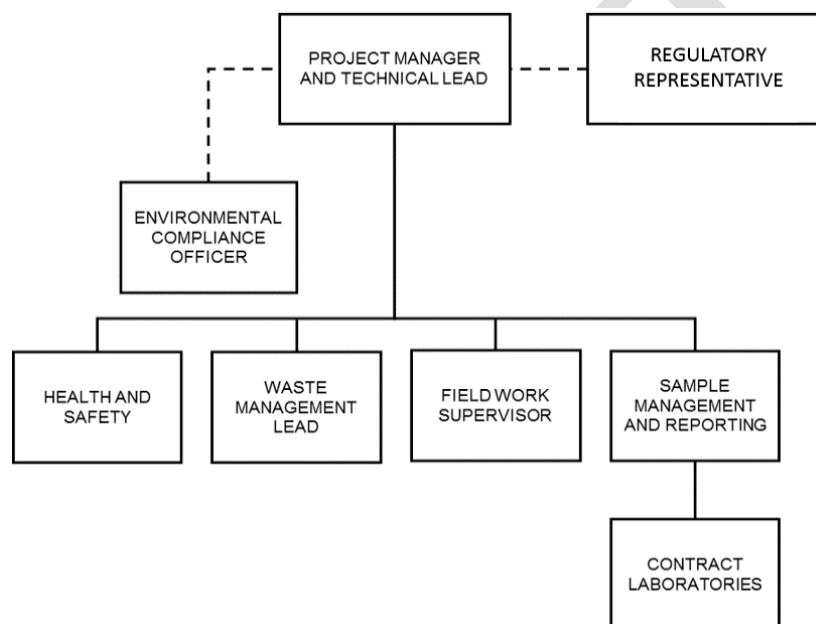 PROJECT MANAGER
AND TECHNICAL LEAD
REGULATORY
REPRESENTATIVE
ENVIRONMENTAL
COMPLIANCE
OFFICER
HEALTH AND
SAFETY
WASTE
MANAGEMENT
LEAD
FIELD WORK
SUPERVISOR
SAMPLE
MANAGEMENT
AND REPORTING
CONTRACT
LABORATORIES